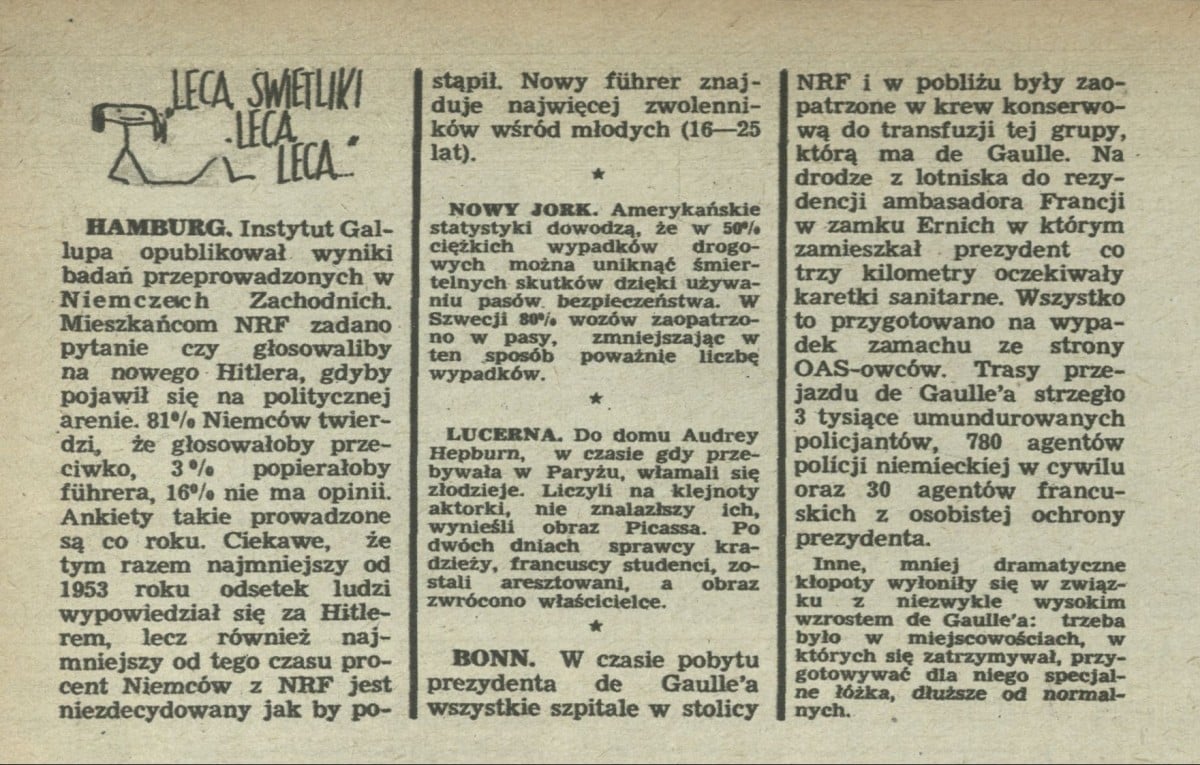 „LECĄ, ŚWIETLIKI
LECĄ,
LECĄ..."
HAMBURG. Instytut Gal-
lupa opublikował wyniki
badań przeprowadzonych w
Niemczech Zachodnich.
Mieszkańcom NRF zadano
pytanie czy głosowaliby
na nowego Hitlera, gdyby
pojawił się na politycznej
arenie. 81% Niemców twier-
dzi, że głosowałoby prze-
ciwko, 3% popierałoby
führera, 16% nie ma opinii.
Ankiety takie prowadzone
są co roku. Ciekawe, że
tym razem najmniejszy od
1953 roku odsetek ludzi
wypowiedział się za Hitle-
rem, lecz również naj-
mniejszy od tego czasu pro-
cent Niemców z NRF jest
niezdecydowany jak by po-
stąpił. Nowy führer znaj-
duje najwięcej zwolenni-
ków wśród młodych (16—25
lat).
★
NOWY JORK. Amerykańskie
statystyki dowodzą, że w 50%
ciężkich wypadków drogo-
wych można uniknąć śmier-
telnych skutków dzięki używa-
niu pasów bezpieczeństwa. W
Szwecji 80% wozów zaopatrzo-
no w pasy, zmniejszając w
ten sposób poważnie liczbę
wypadków.
★
LUCERNA. Do domu Audrey
Hepburn, w czasie gdy prze-
bywała w Paryżu, włamali się
złodzieje. Liczyli na klejnoty
aktorki, nie znalazłszy ich,
wynieśli obraz Picassa. Po
dwóch dniach sprawcy kra-
dzieży, francuscy studenci, zo-
stali aresztowani, a obraz
zwrócono właścicielce.
★
BONN. W czasie pobytu
prezydenta de Gaulle'a
wszystkie szpitale w stolicy
NRF i w pobliżu były zao-
patrzone w krew konserwo-
wą do transfuzji tej grupy,
którą ma de Gaulle. Na
drodze z lotniska do rezy-
dencji ambasadora Francji
w zamku Ernich w którym
zamieszkał prezydent co
trzy kilometry oczekiwały
karetki sanitarne. Wszystko
to przygotowano na wypa-
dek zamachu ze strony
OAS-owców. Trasy prze-
jazdu de Gaulle'a strzegło
3 tysiące umundurowanych
policjantów, 780 agentów
policji niemieckiej w cywilu
oraz 30 agentów francu-
skich z osobistej ochrony
prezydenta.
Inne, mniej dramatyczne
kłopoty wyłoniły się w związ-
ku z niezwykle wysokim
wzrostem de Gaulle'a: trzeba
było w miejscowościach, w
których się zatrzymywał, przy-
gotowywać dla niego specjal-
ne łóżka, dłuższe od normal-
nych.